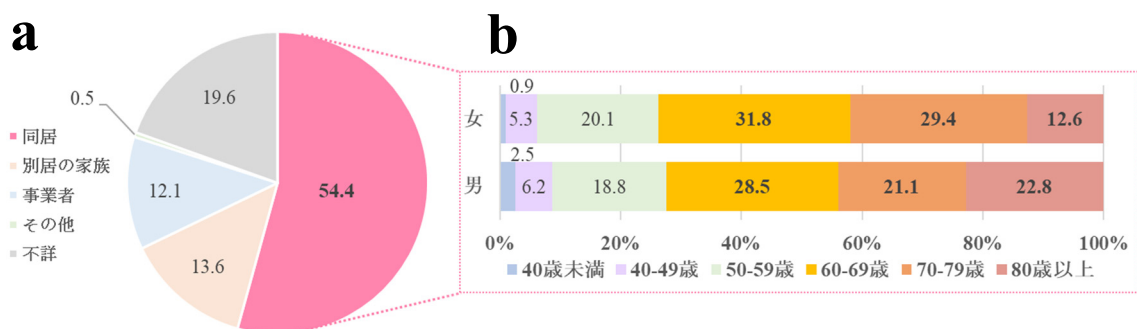 a
19.6
0.5
同居
別居の家族
事業者
その他
不詳
12.1
54.4
13.6
b
0.9
女 5.3 20.1 31.8 29.4 12.6
2.5
男 6.2 18.8 28.5 21.1 22.8
0% 20% 40% 60% 80% 100%
40歳未満 40-49歳 50-59歳 60-69歳 70-79歳 80歳以上